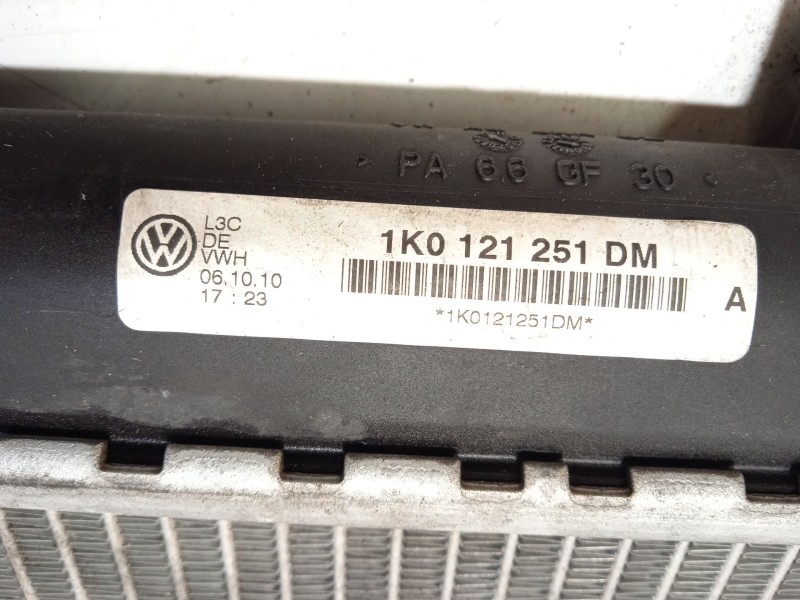 > PA 6.6 GF 30 <
L3C
DE
VWH
06.10.10
17 : 23
1K0 121 251 DM
*1K0121251DM*
A